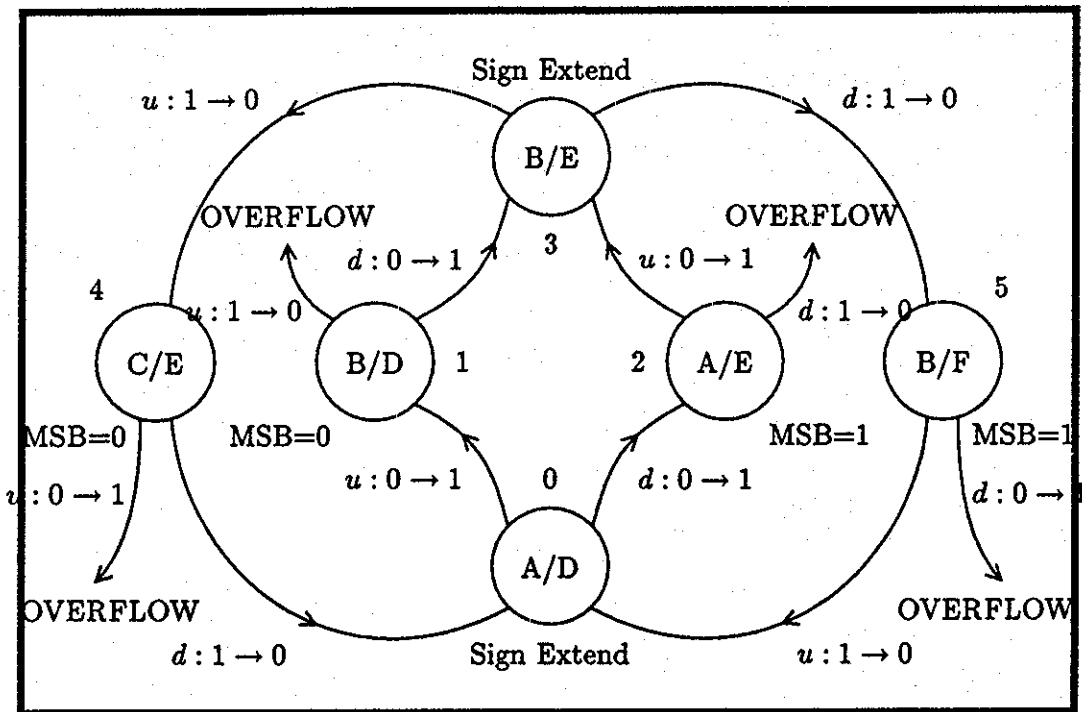 Sign Extend
u : 1 → 0
d : 1 → 0
B/E
OVERFLOW
OVERFLOW
3
d : 0 → 1
u : 0 → 1
4
5
u : 1 → 0
d : 1 → 0
C/E
B/D
1
2
A/E
B/F
MSB=0
MSB=0
MSB=1
MSB=1
u : 0 → 1
u : 0 → 1
0
d : 0 → 1
d : 0 → 1
A/D
OVERFLOW
OVERFLOW
d : 1 → 0
Sign Extend
u : 1 → 0